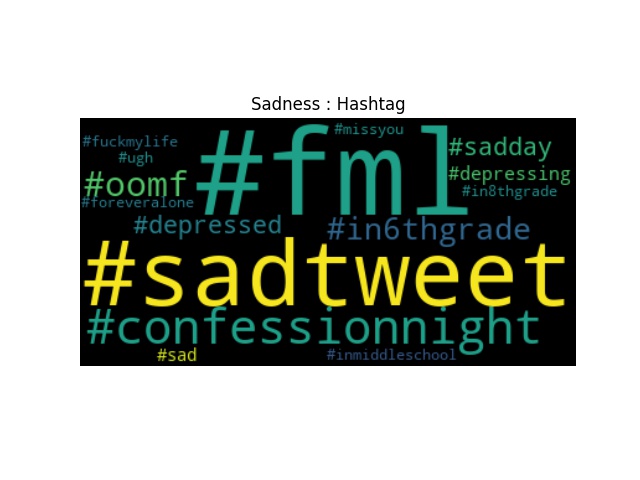 Sadness : Hashtag
#missyou
#fuckmylife
#fml
#sadday
#ugh
#depressing
#oomf
#in8thgrade
#foreveralone
#depressed
#in6thgrade
#sadtweet
#confessionnight
#sad
#inmiddleschool